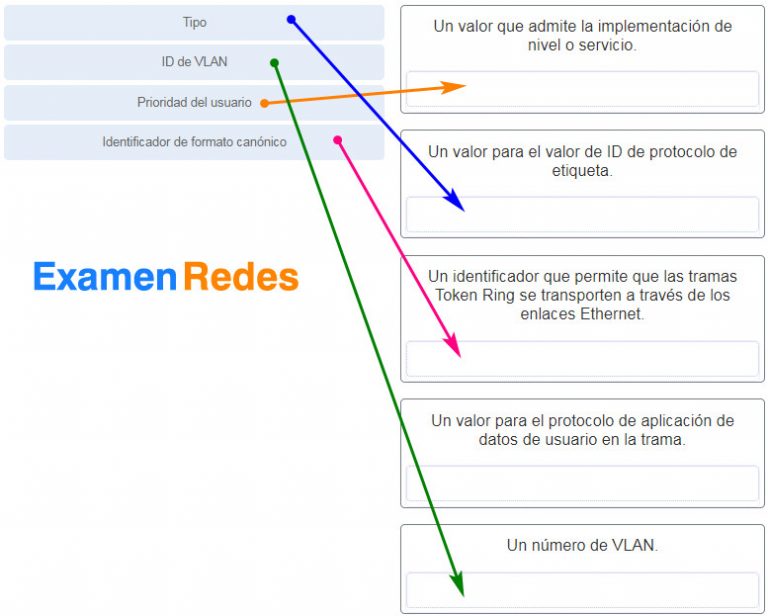 Tipo
ID de VLAN
Prioridad del usuario
Identificador de formato canónico
Examen Redes
Un valor que admite la implementación de
nivel o servicio.
Un valor para el valor de ID de protocolo de
etiqueta.
Un identificador que permite que las tramas
Token Ring se transporten a través de los
enlaces Ethernet.
Un valor para el protocolo de aplicación de
datos de usuario en la trama.
Un número de VLAN.